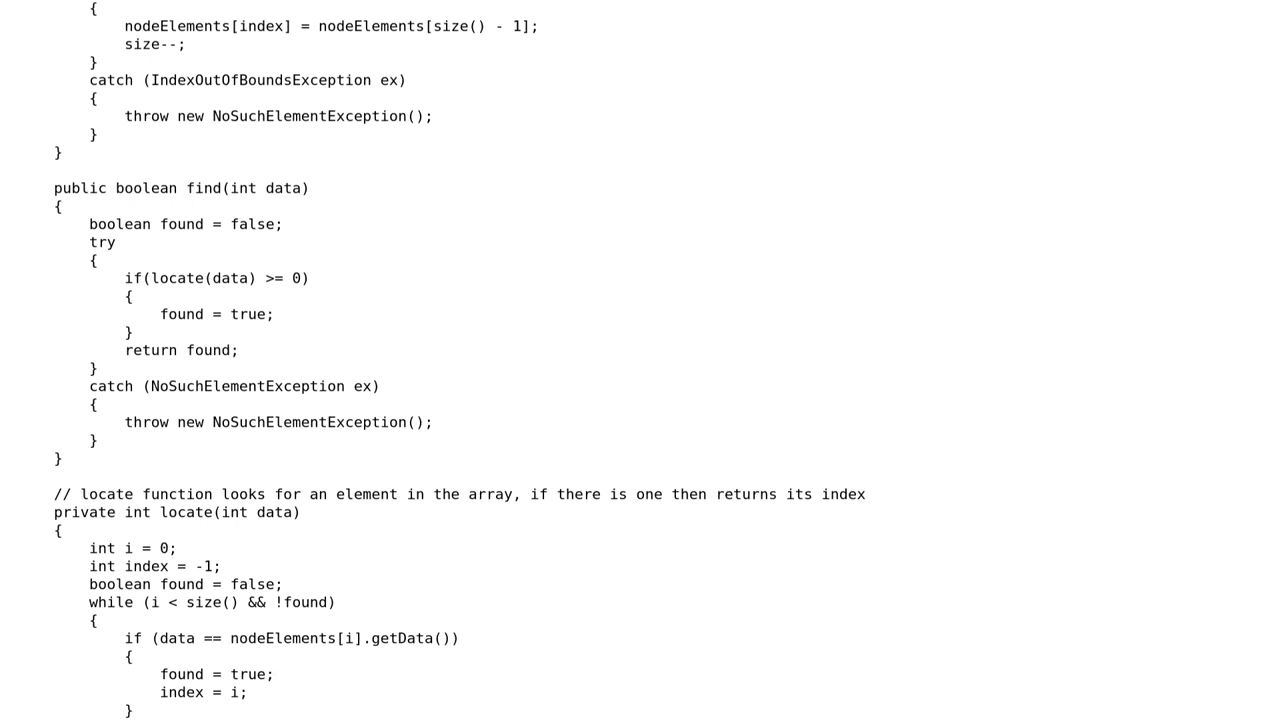 {
        nodeElements[index] = nodeElements[size() - 1];
        size--;
    }
    catch (IndexOutOfBoundsException ex)
    {
        throw new NoSuchElementException();
    }
}

public boolean find(int data)
{
    boolean found = false;
    try
    {
        if(locate(data) >= 0)
        {
            found = true;
        }
        return found;
    }
    catch (NoSuchElementException ex)
    {
        throw new NoSuchElementException();
    }
}

// locate function looks for an element in the array, if there is one then returns its index
private int locate(int data)
{
    int i = 0;
    int index = -1;
    boolean found = false;
    while (i < size() && !found)
    {
        if (data == nodeElements[i].getData())
        {
            found = true;
            index = i;
        }